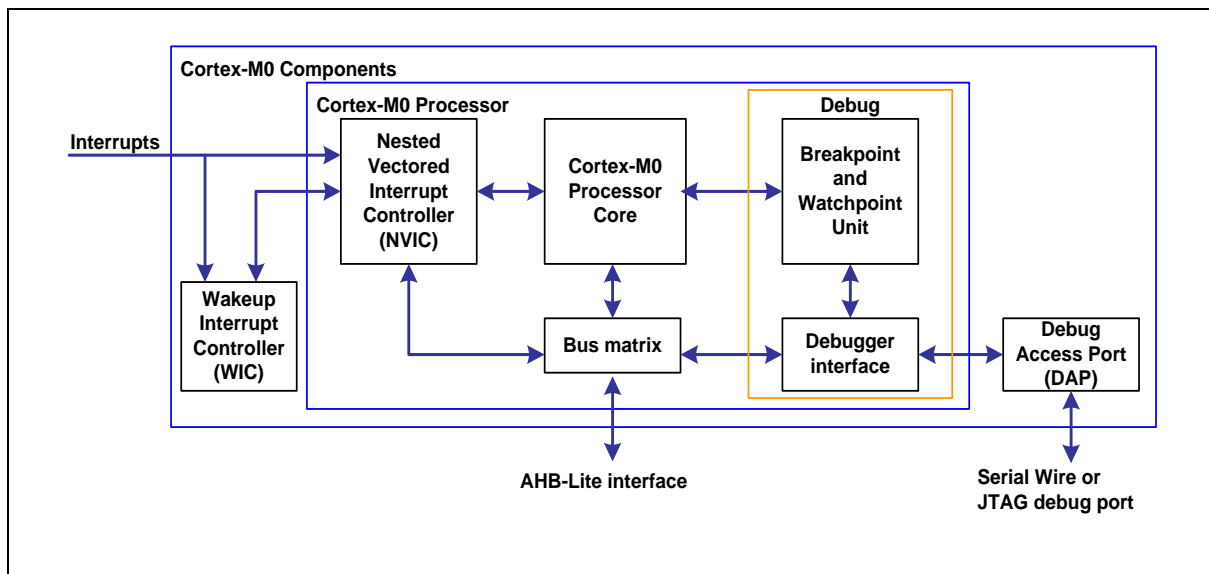 Cortex-M0 Components
Cortex-M0 Processor
Debug
Interrupts
Nested
Vectored
Interrupt
Controller
(NVIC)
Cortex-M0
Processor
Core
Breakpoint
and
Watchpoint
Unit
Wakeup
Interrupt
Controller
(WIC)
Bus matrix
Debugger
interface
Debug
Access Port
(DAP)
AHB-Lite interface
Serial Wire or
JTAG debug port